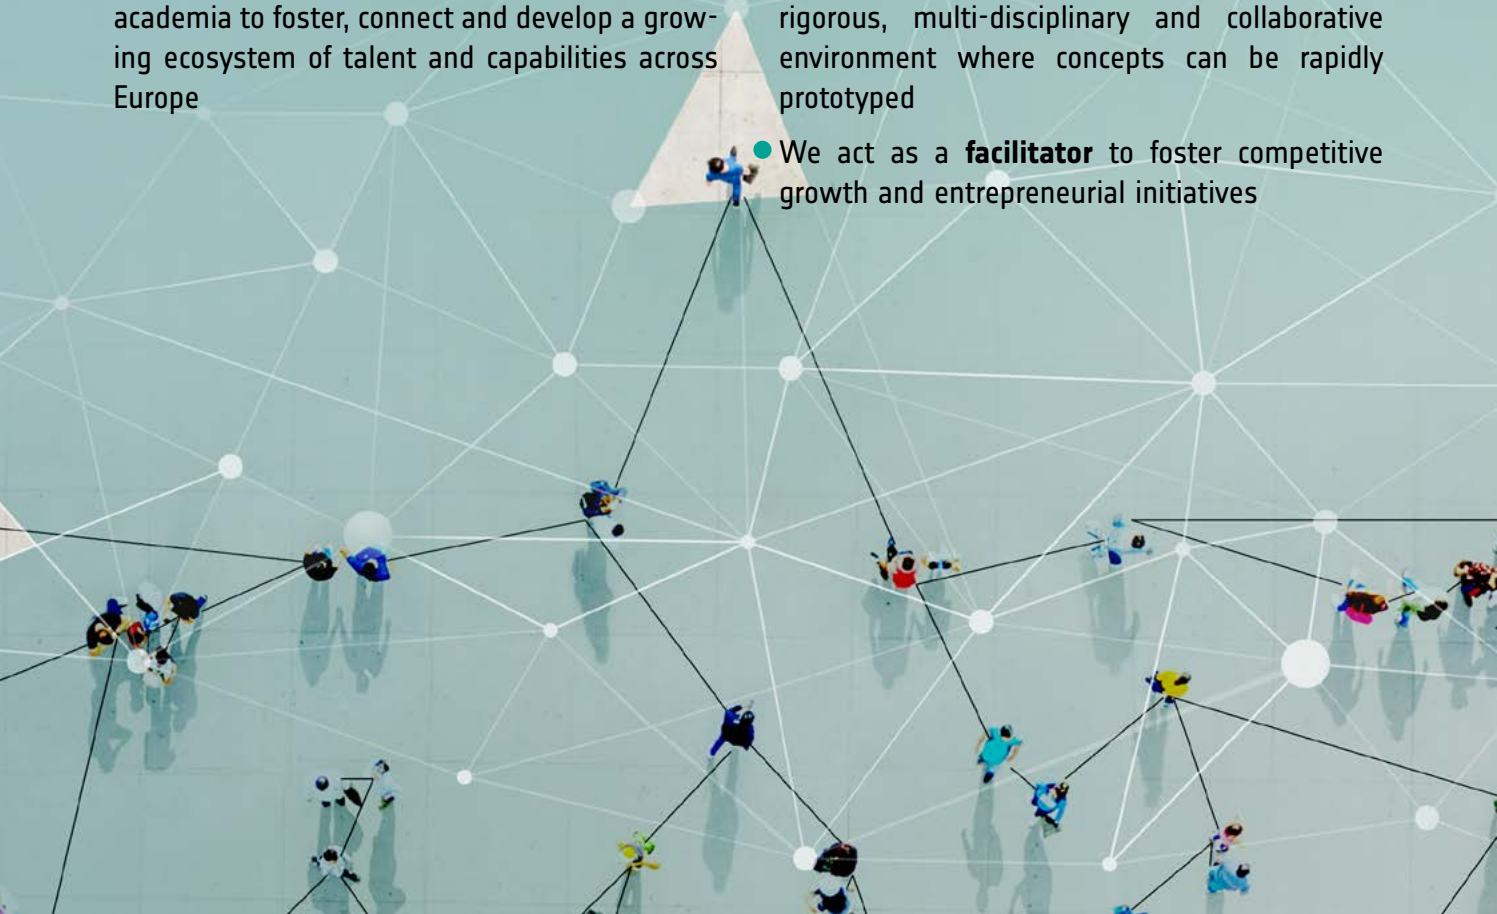 academia to foster, connect and develop a grow-
ing ecosystem of talent and capabilities across
Europe
rigorous, multi-disciplinary and collaborative
environment where concepts can be rapidly
prototyped
We act as a facilitator to foster competitive
growth and entrepreneurial initiatives